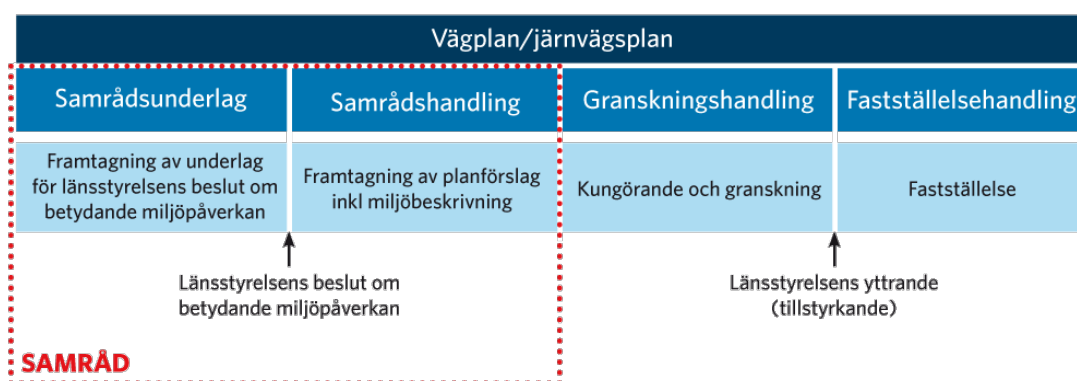 Vägplan/järnvägsplan
Samrådsunderlag
Samrådshandling
Granskningshandling
Fastställelsehandling
Framtagning av underlag
för länsstyrelsens beslut om
betydande miljöpåverkan
Framtagning av planförslag
inkl miljöbeskrivning
Kungörande och granskning
Fastställelse
Länsstyrelsens beslut om
betydande miljöpåverkan
Länsstyrelsens yttrande
(tillstyrkande)
SAMRÅD